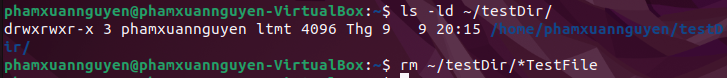 phamxuannguyen@phamxuannguyen-VirtualBox:~$ ls -ld ~/testDir/
drwxrwxr-x 3 phamxuannguyen ltmt 4096 Thg 9   9 20:15 /home/phamxuannguyen/testD
ir/
phamxuannguyen@phamxuannguyen-VirtualBox:~$ rm ~/testDir/*TestFile